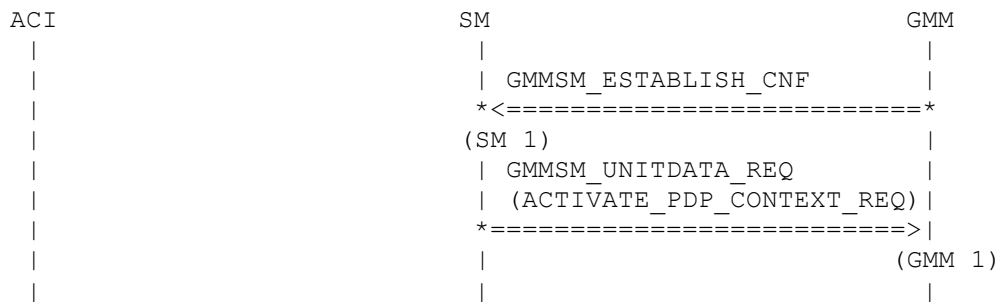 ACI                           SM                          GMM
 |                            |                           |
 |                            | GMMSM_ESTABLISH_CNF       |
 |                            *<==========================*
 |                          (SM 1)                        |
 |                            | GMMSM_UNITDATA_REQ        |
 |                            | (ACTIVATE_PDP_CONTEXT_REQ)|
 |                            *==========================>|
 |                            |                         (GMM 1)
 |                            |                           |